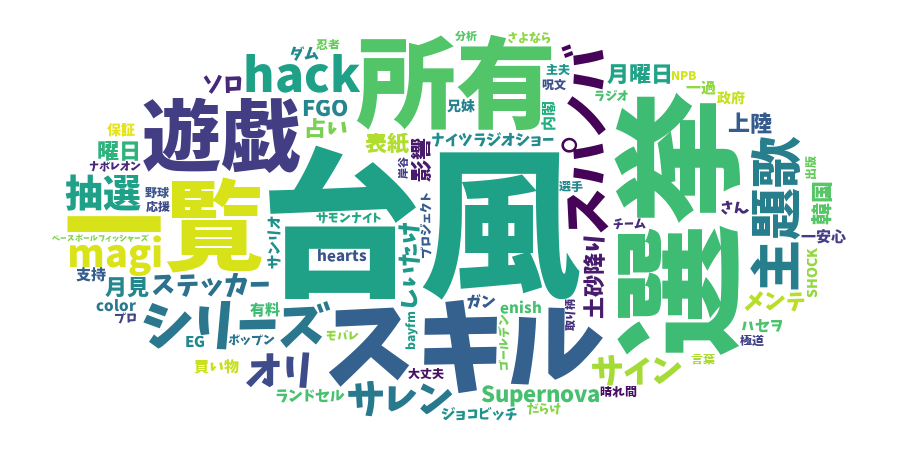 分析
さよなら
忍者
ダム
所有
スパンバ
hack
主夫
月曜日
NPB
ソロ
呪文
一過
ラジオ
政府
FGO
兄妹
内閣
遊戯
選挙
占い
上陸
保証
表紙
ナイツラジオショー
曜日
影響
主題歌
出版
ナポレオン
岸谷
台風
一覧
抽選
野球
応援
選手
韓国
プロジェクト
さん
サモンナイト
チーム
サンリオ
しいたけ
一安心
ベースボールフィッシャーズ
magi
hearts
土砂降り
支持
SHOCK
月見
ステッカー
color
プロ
シリーズ
有料
ガン
enish
取り柄
メンテ
bayfm
スキル
ゴールデン
ハセヲ
EG
ポップン
モバレ
極道
買い物
オリ
大丈夫
サイン
言葉
ランドセル
サレン
Supernova
晴れ間
ジョコビッチ
だらけ